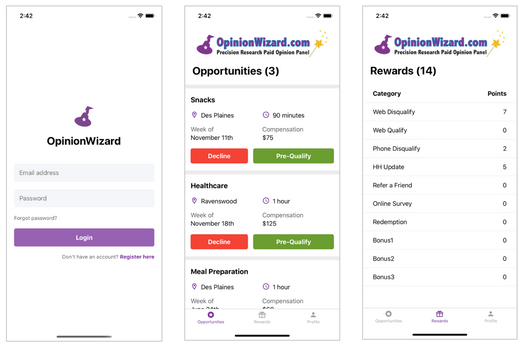 2:42
OpinionWizard
Email address
Password
Forgot password?
Login
Don't have an account? Register here
2:42
OpinionWizard.com
Precision Research Paid Opinion Panel
Opportunities (3)
Snacks
Des Plaines 90 minutes
Week of Compensation
November 11th $75
Decline Pre-Qualify
Healthcare
Ravenswood 1 hour
Week of Compensation
November 18th $125
Decline Pre-Qualify
Meal Preparation
Des Plaines 1 hour
Week of Compensation
Opportunities Rewards Profile
2:42
OpinionWizard.com
Precision Research Paid Opinion Panel
Rewards (14)
Category Points
Web Disqualify 7
Web Qualify 0
Phone Disqualify 2
HH Update 5
Refer a Friend 0
Online Survey 0
Redemption 0
Bonus1 0
Bonus2 0
Bonus3 0
Opportunities Rewards Profile